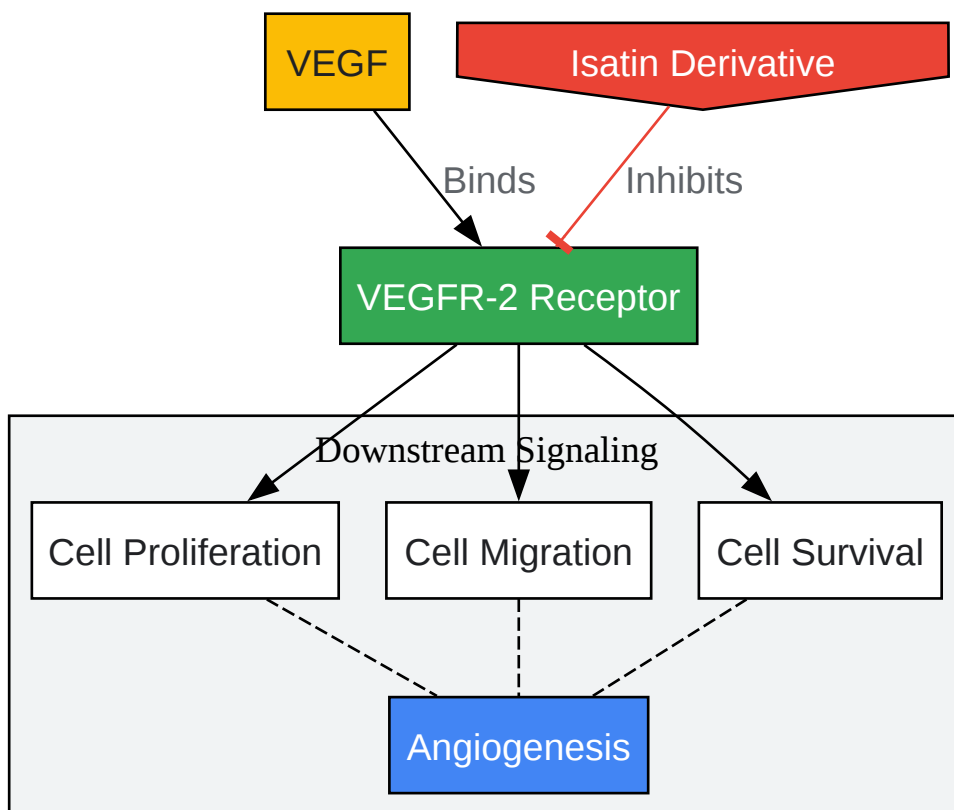 VEGF
Isatin Derivative
Binds
Inhibits
VEGFR-2 Receptor
Downstream Signaling
Cell Proliferation
Cell Migration
Cell Survival
Angiogenesis